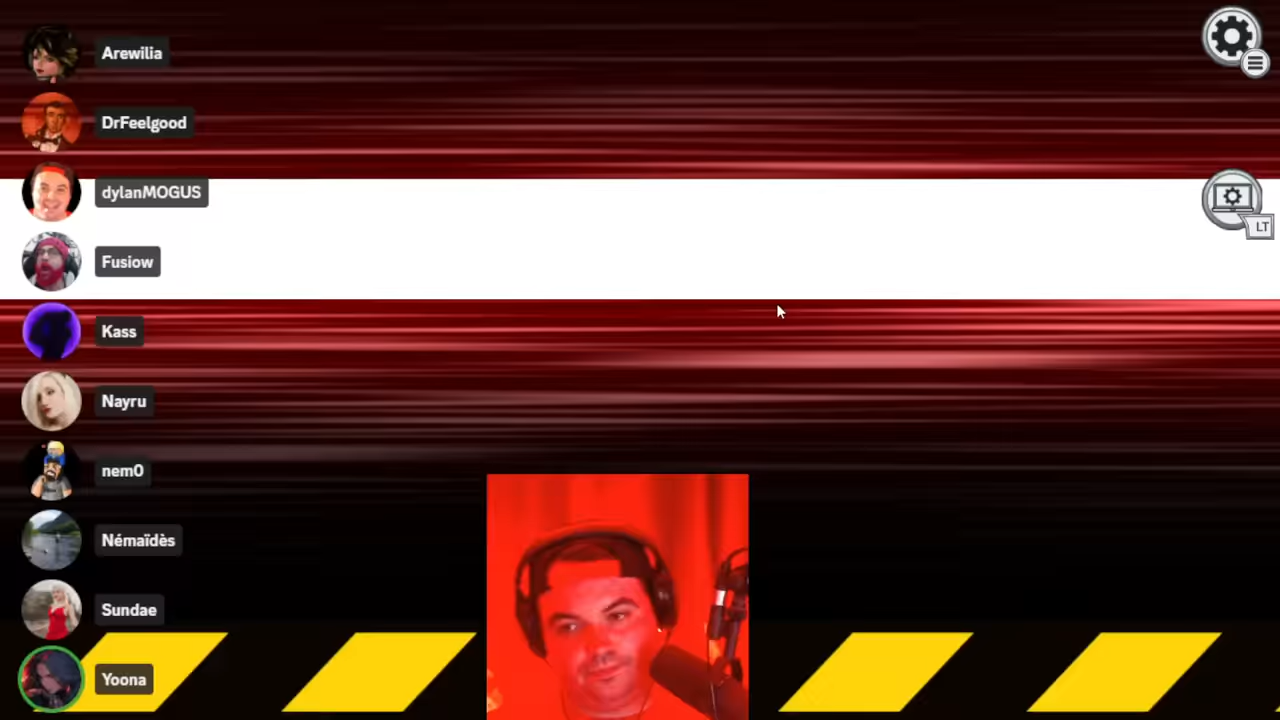 Arewilia
DrFeelgood
dylanMOGUS
LT
Fusiow
Kass
Nayru
nem0
Némaïdès
Sundae
Yoona